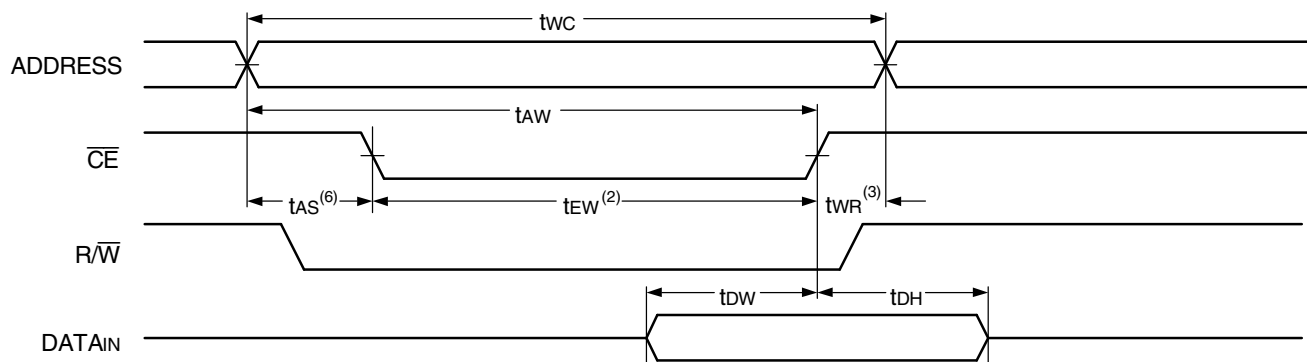 tWC
ADDRESS
tAW
CE
tAS(6)
tEW(2)
tWR(3)
R/W
tDW
tDH
DATAIN